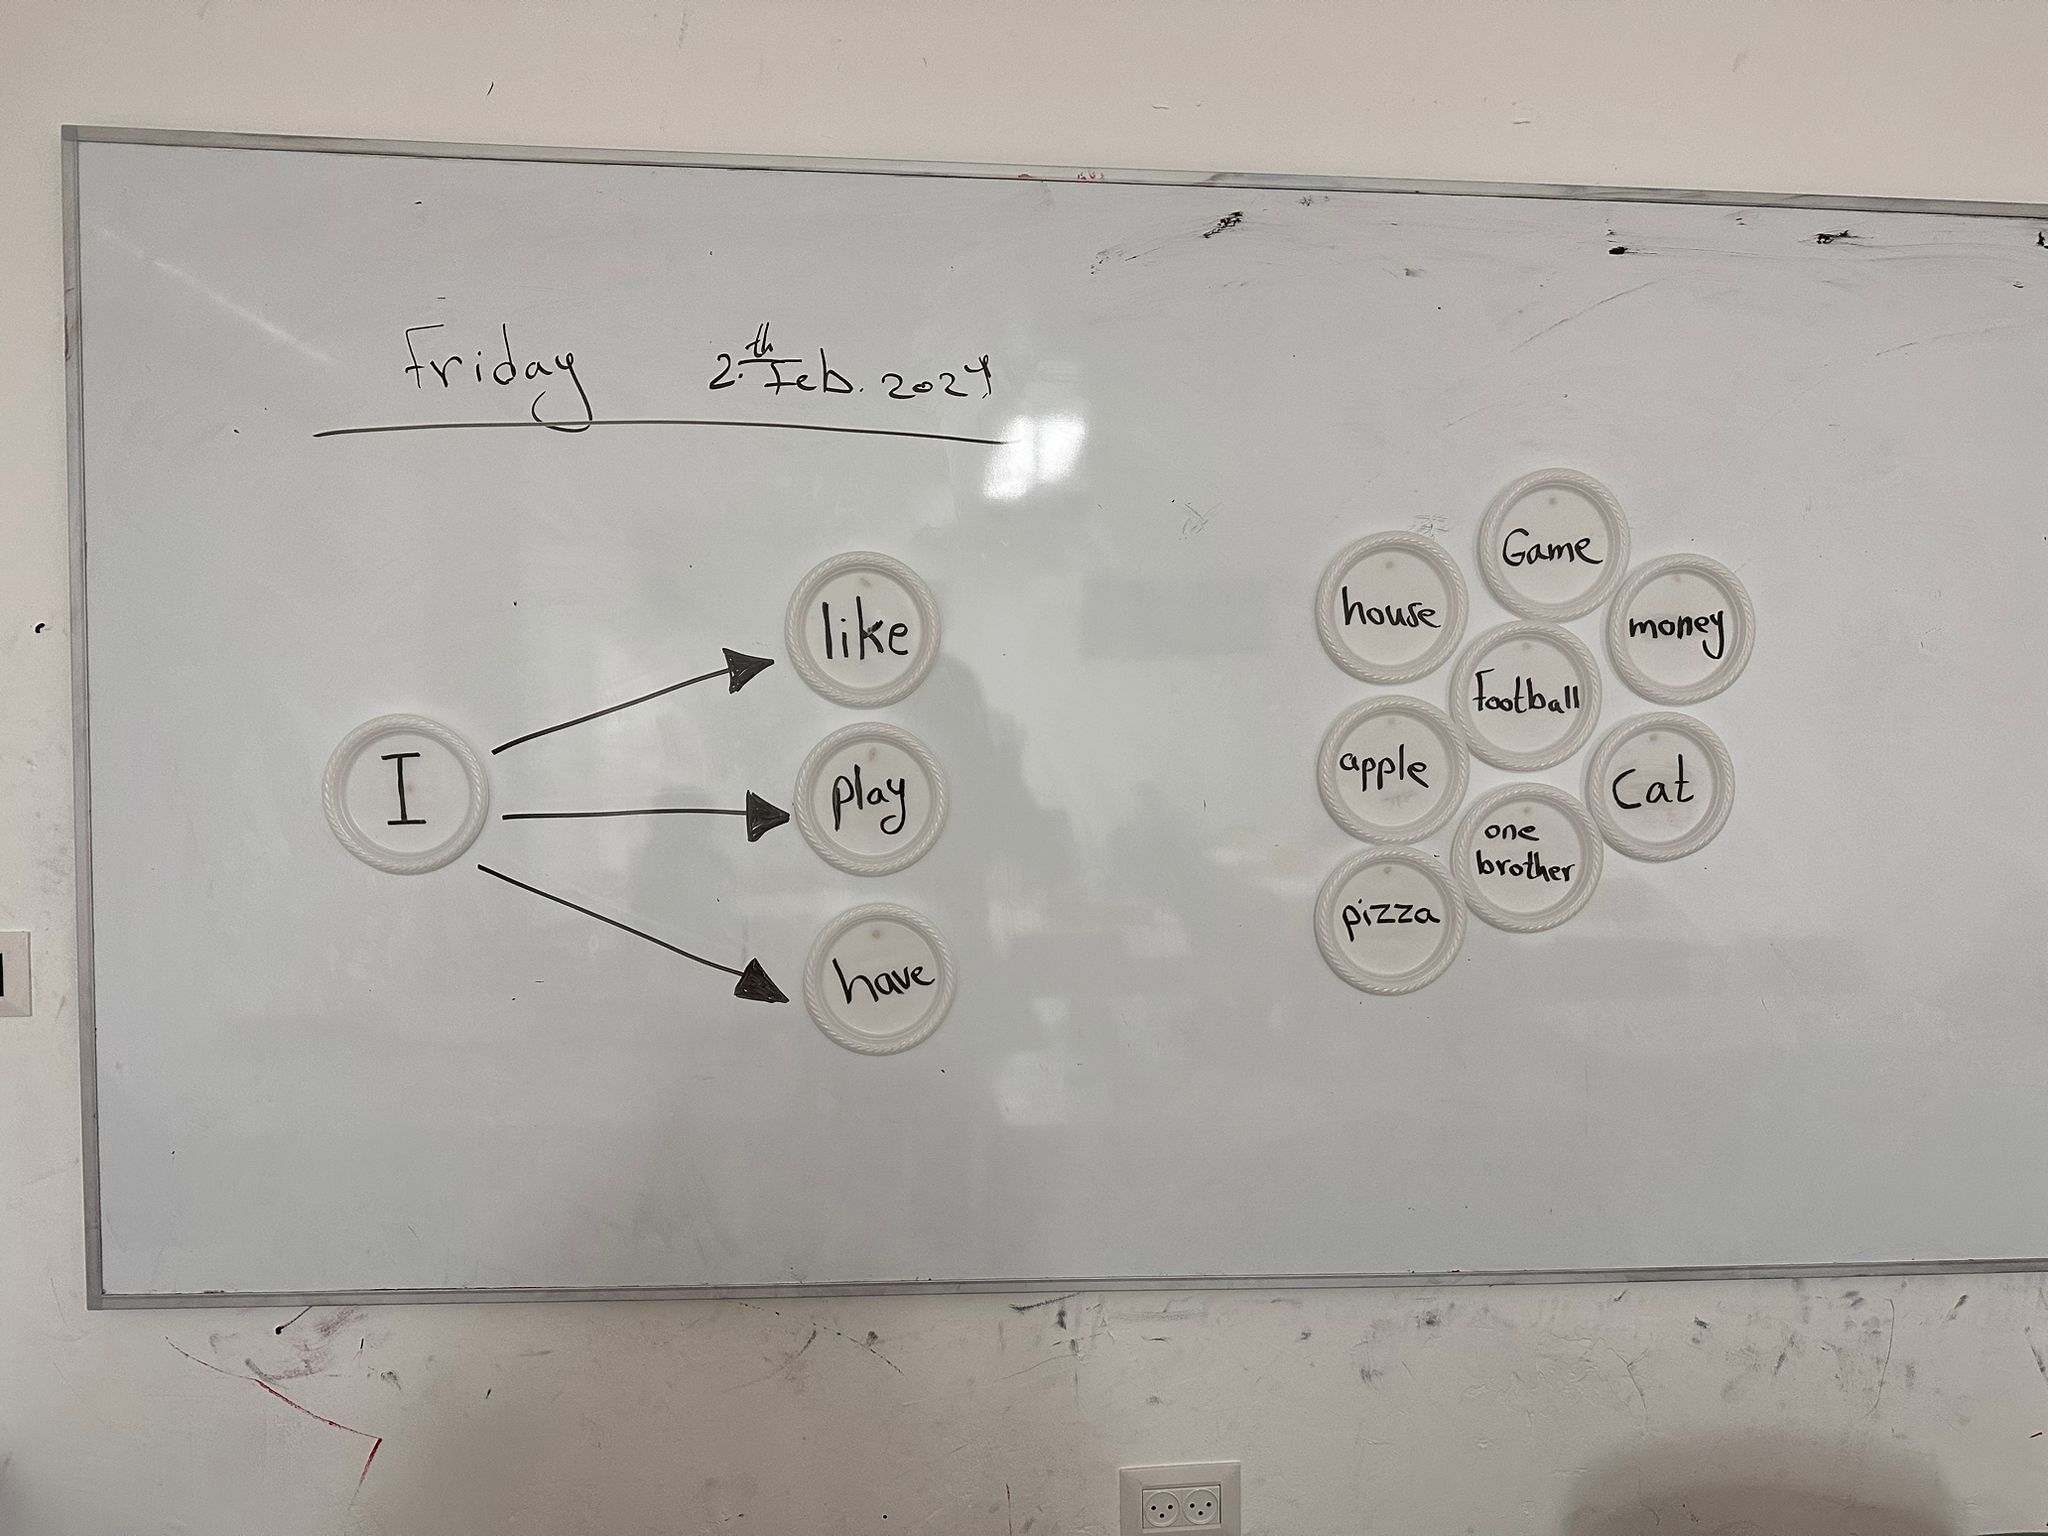 Friday 2.th Feb. 2024
I
like
play
have
Game
house
money
Football
apple
Cat
one
brother
pizza